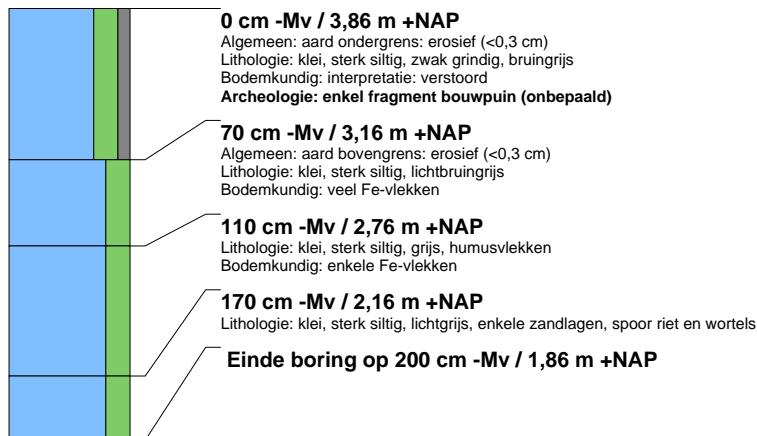 0 cm -Mv / 3,86 m +NAP
Algemeen: aard ondergrens: erosief (<0,3 cm)
Lithologie: klei, sterk siltig, zwak grindig, bruingrijs
Bodemkundig: interpretatie: verstoord
Archeologie: enkel fragment bouwpuin (onbepaald)
70 cm -Mv / 3,16 m +NAP
Algemeen: aard bovengrens: erosief (<0,3 cm)
Lithologie: klei, sterk siltig, lichtbruingrijs
Bodemkundig: veel Fe-vlekken
110 cm -Mv / 2,76 m +NAP
Lithologie: klei, sterk siltig, grijs, humusvlekken
Bodemkundig: enkele Fe-vlekken
170 cm -Mv / 2,16 m +NAP
Lithologie: klei, sterk siltig, lichtgrijs, enkele zandlagen, spoor riet en wortels
Einde boring op 200 cm -Mv / 1,86 m +NAP